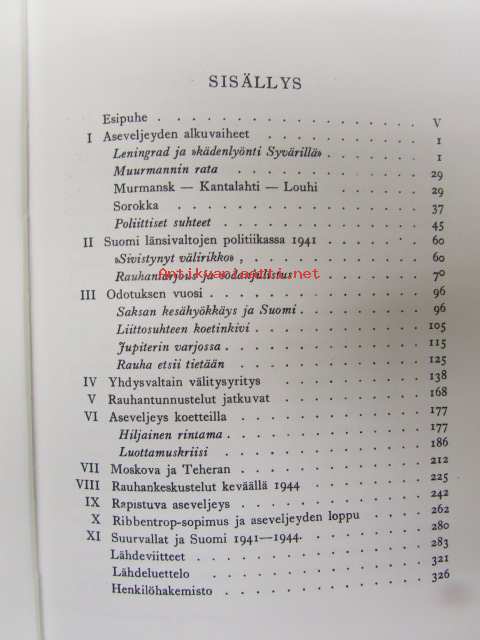 SISÄLLYS
Esipuhe . . . . . . . . . . . . . V
I Aseveljeyden alkuvaiheet . . . . . . . . 1
Leningrad ja »kädenlyönti Syvärillä» . . . . . . 1
Muurmannin rata . . . . . . . . . 29
Murmansk — Kantalahti — Louhi . . . . . . 29
Sorokka . . . . . . . . . . . 37
Poliittiset suhteet . . . . . . . . . 45
II Suomi länsivaltojen politiikassa 1941 . . . . . 60
»Sivistynyt välirikko» . . . . . . . . 60
Rauhantarjous ja sodanjulistus . . . . . . 70
Antikvariaatti.net
III Odotuksen vuosi . . . . . . . . . . 96
Saksan kesähyökkäys ja Suomi . . . . . . . 96
Liittosuhteen koetinkivi . . . . . . . . 105
Jupiterin varjossa . . . . . . . . . 115
Rauha etsii tietään . . . . . . . . . 125
IV Yhdysvaltain välitysyritys . . . . . . . 138
V Rauhantunnustelut jatkuvat . . . . . . . 168
VI Aseveljeys koetteilla . . . . . . . . 177
Hiljainen rintama . . . . . . . . . 177
Luottamuskriisi . . . . . . . . . 186
VII Moskova ja Teheran . . . . . . . . . 212
VIII Rauhankeskustelut keväällä 1944 . . . . . . 225
IX Rapistuva aseveljeys . . . . . . . . 242
X Ribbentrop-sopimus ja aseveljeyden loppu . . . . 262
XI Suurvallat ja Suomi 1941—1944 . . . . . . . 280
Lähdeviitteet . . . . . . . . . . 283
Lähdeluettelo . . . . . . . . . . 321
Henkilöhakemisto . . . . . . . . . 326